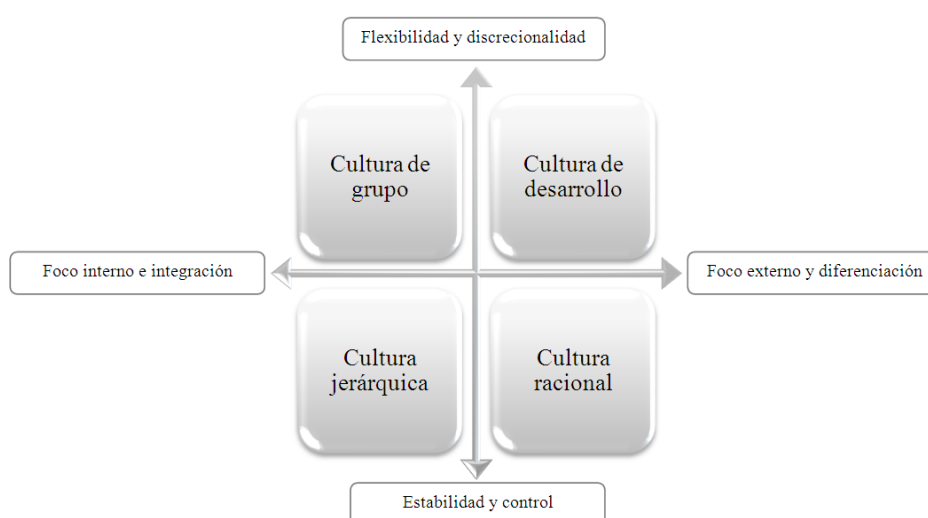 Flexibilidad y discrecionalidad
Cultura de
grupo
Cultura de
desarrollo
Foco interno e integración
Foco externo y diferenciación
Cultura
jerárquica
Cultura
racional
Estabilidad y control